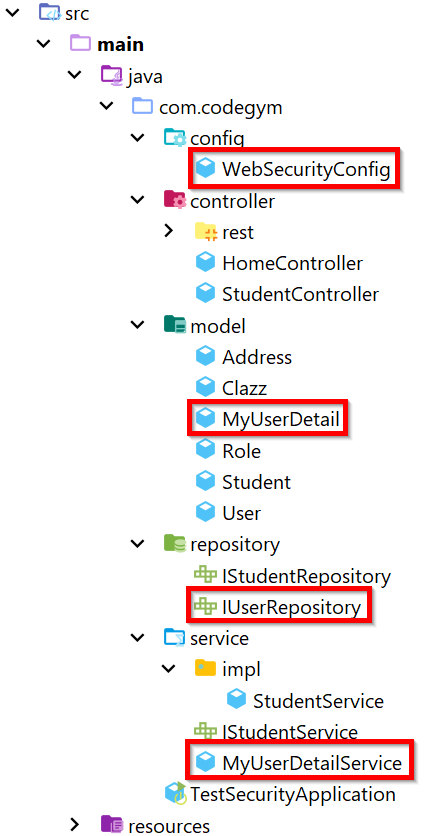 src
main
java
com.codegym
config
WebSecurityConfig
controller
rest
HomeController
StudentController
model
Address
Clazz
MyUserDetail
Role
Student
User
repository
IStudentRepository
IUserRepository
service
impl
StudentService
IStudentService
MyUserDetailService
TestSecurityApplication
resources